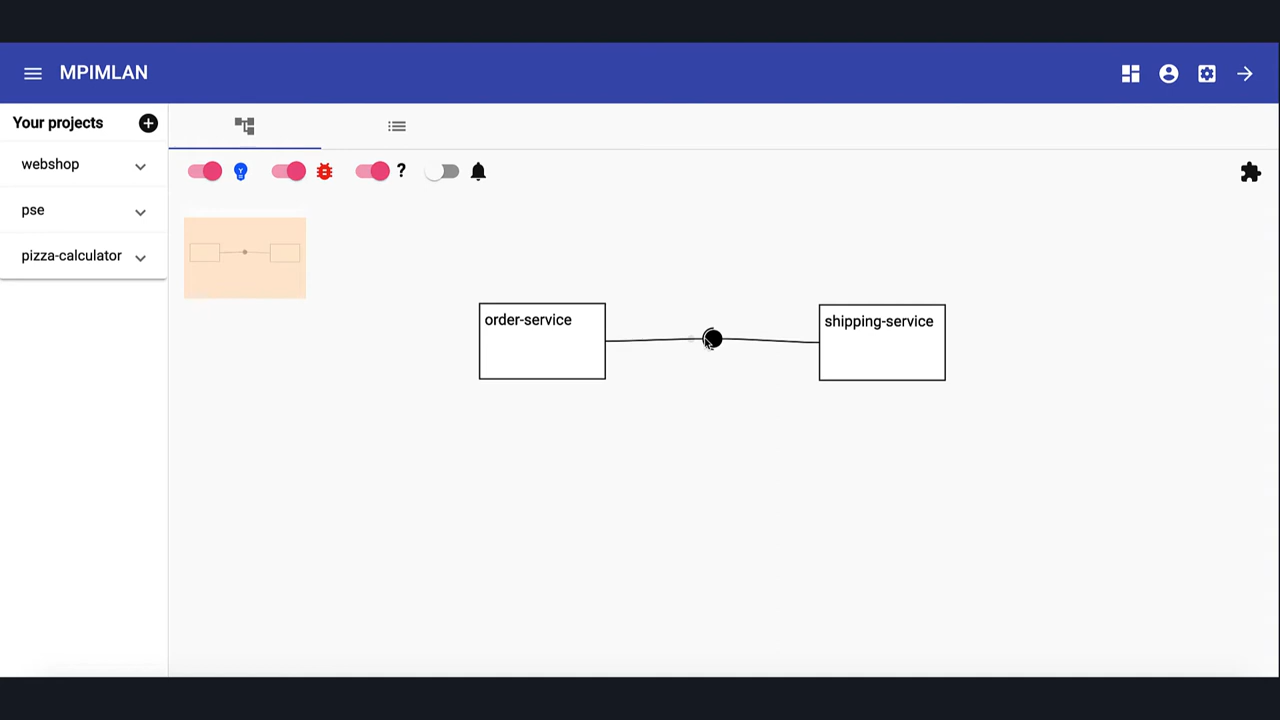 MPIMLAN
Your projects
webshop
pse
pizza-calculator
?
order-service
shipping-service